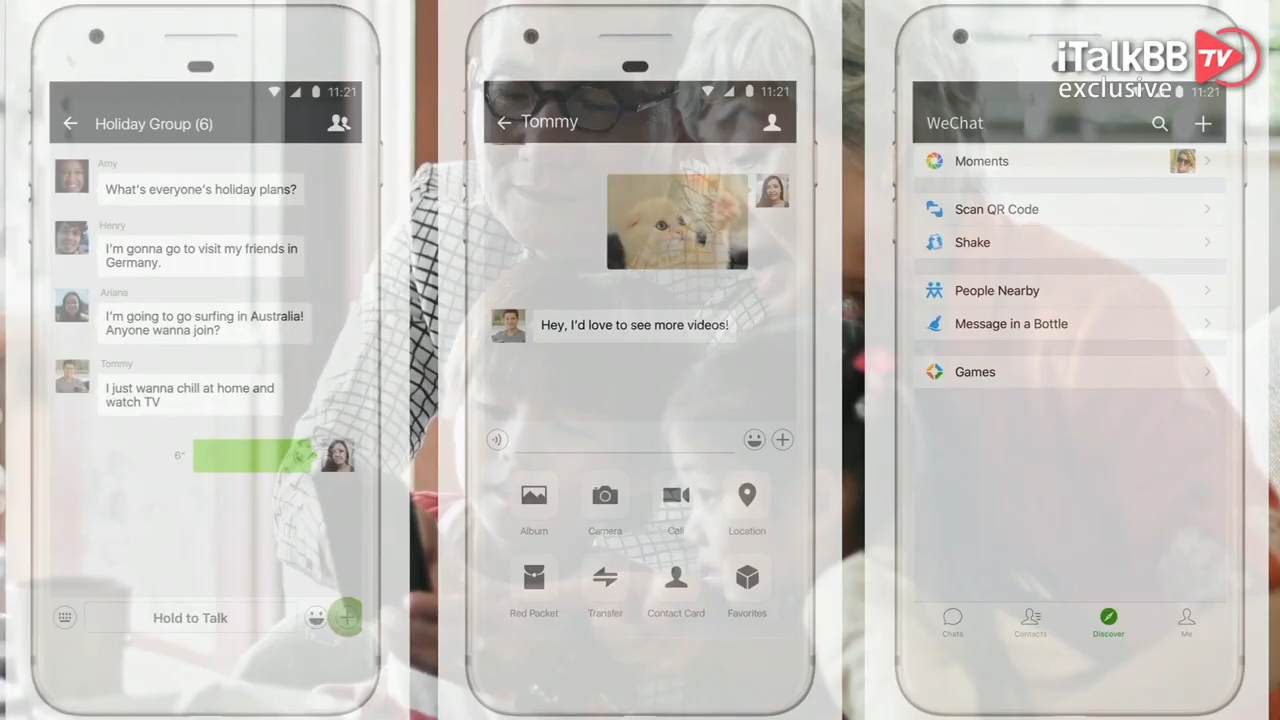 iTalkBB TV
exclusive
11:21
Holiday Group (6)
Amy
What's everyone's holiday plans?
Henry
I'm gonna go to visit my friends in
Germany.
Ariana
I'm going to go surfing in Australia!
Anyone wanna join?
Tommy
I just wanna chill at home and
watch TV
6"
Hold to Talk
11:21
Tommy
Hey, I'd love to see more videos!
Album
Camera
Call
Location
Red Packet
Transfer
Contact Card
Favorites
11:21
WeChat
Moments
Scan QR Code
Shake
People Nearby
Message in a Bottle
Games
Chats
Contacts
Discover
Me